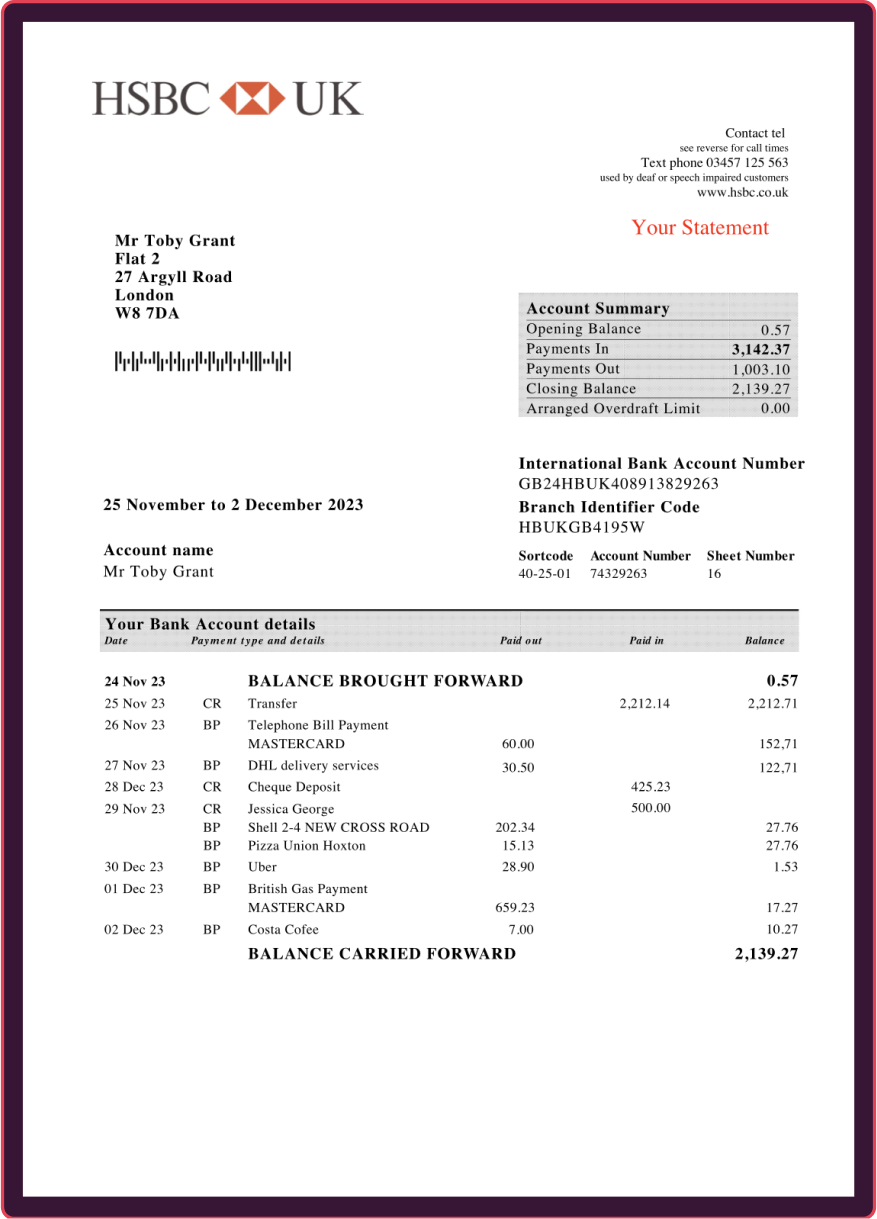 HSBC UK
Contact tel
see reverse for call times
Text phone 03457 125 563
used by deaf or speech impaired customers
www.hsbc.co.uk
Your Statement
Mr Toby Grant
Flat 2
27 Argyll Road
London
W8 7DA
Account Summary
Opening Balance 0.57
Payments In 3,142.37
Payments Out 1,003.10
Closing Balance 2,139.27
Arranged Overdraft Limit 0.00
International Bank Account Number
GB24HBUK408913829263
Branch Identifier Code
HBUKGB4195W
25 November to 2 December 2023
Account name
Mr Toby Grant
Sortcode Account Number Sheet Number
40-25-01 74329263 16
Your Bank Account details
Date Payment type and details Paid out Paid in Balance
24 Nov 23 BALANCE BROUGHT FORWARD 0.57
25 Nov 23 CR Transfer 2,212.14 2,212.71
26 Nov 23 BP Telephone Bill Payment
MASTERCARD 60.00 152,71
27 Nov 23 BP DHL delivery services 30.50 122,71
28 Dec 23 CR Cheque Deposit 425.23
29 Nov 23 CR Jessica George 500.00
BP Shell 2-4 NEW CROSS ROAD 202.34 27.76
BP Pizza Union Hoxton 15.13 27.76
30 Dec 23 BP Uber 28.90 1.53
01 Dec 23 BP British Gas Payment
MASTERCARD 659.23 17.27
02 Dec 23 BP Costa Cofee 7.00 10.27
BALANCE CARRIED FORWARD 2,139.27